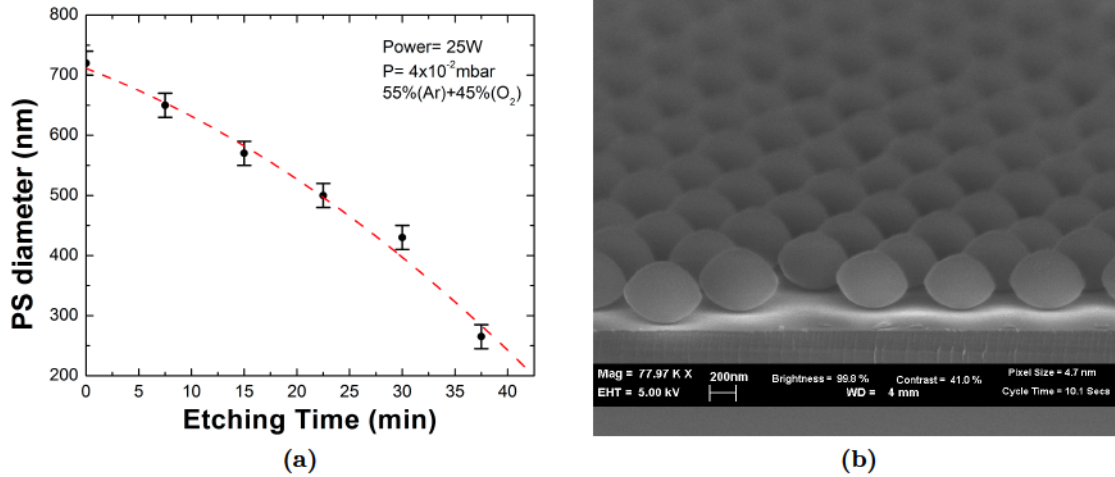 800
700
600
500
400
300
200
0
5
10
15
20
25
30
35
40
PS diameter (nm)
Etching Time (min)
Power= 25W
P= 4x10⁻²mbar
55%(Ar)+45%(O₂)
(a)
Mag = 77.97 K X
200nm
Brightness= 99.8 %
Contrast= 41.0 %
Pixel Size = 4.7 nm
EHT = 5.00 kV
WD = 4 mm
Cycle Time = 10.1 Secs
(b)